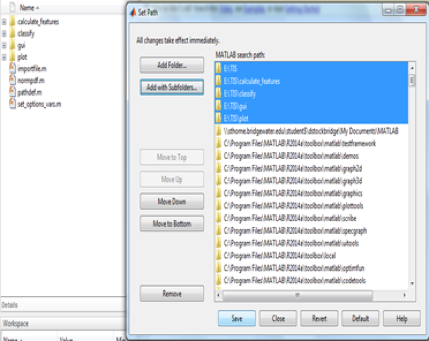 Name
calculate_features
classify
gui
plot
importfile.m
normpdf.m
pathdef.m
set_options_vars.m
Details
Workspace
Name
Value
Set Path
All changes take effect immediately.
MATLAB search path:
Add Folder...
Add with Subfolders...
Move to Top
Move Up
Move Down
Move to Bottom
Remove
E:\TDS
E:\TDS\calculate_features
E:\TDS\classify
E:\TDS\gui
E:\TDS\plot
\\sthome.bridgewater.edu\students\dstockbridge\My Documents\MATLAB
C:\Program Files\MATLAB\R2014a\toolbox\matlab\testframework
C:\Program Files\MATLAB\R2014a\toolbox\matlab\demos
C:\Program Files\MATLAB\R2014a\toolbox\matlab\graph2d
C:\Program Files\MATLAB\R2014a\toolbox\matlab\graph3d
C:\Program Files\MATLAB\R2014a\toolbox\matlab\graphics
C:\Program Files\MATLAB\R2014a\toolbox\matlab\plottools
C:\Program Files\MATLAB\R2014a\toolbox\matlab\scribe
C:\Program Files\MATLAB\R2014a\toolbox\matlab\specgraph
C:\Program Files\MATLAB\R2014a\toolbox\matlab\uitools
C:\Program Files\MATLAB\R2014a\toolbox\local
C:\Program Files\MATLAB\R2014a\toolbox\matlab\optimfun
C:\Program Files\MATLAB\R2014a\toolbox\matlab\codetools
Save
Close
Revert
Default
Help